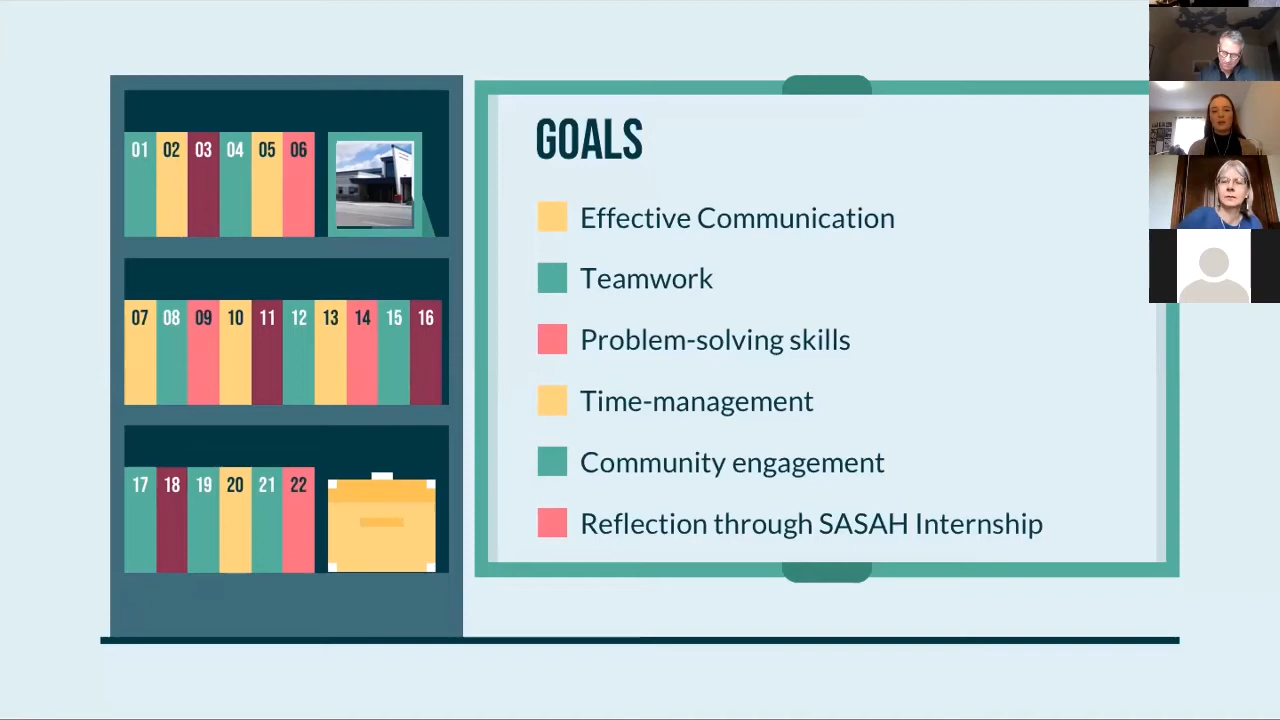 01 02 03 04 05 06
07 08 09 10 11 12 13 14 15 16
17 18 19 20 21 22
GOALS
Effective Communication
Teamwork
Problem-solving skills
Time-management
Community engagement
Reflection through SASAH Internship